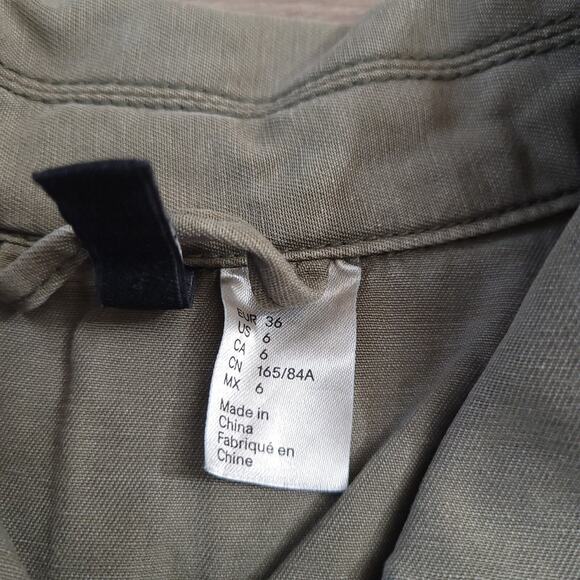 EUR 36
US 6
CA 6
CN 165/84A
MX 6
Made in
China
Fabriqué en
Chine